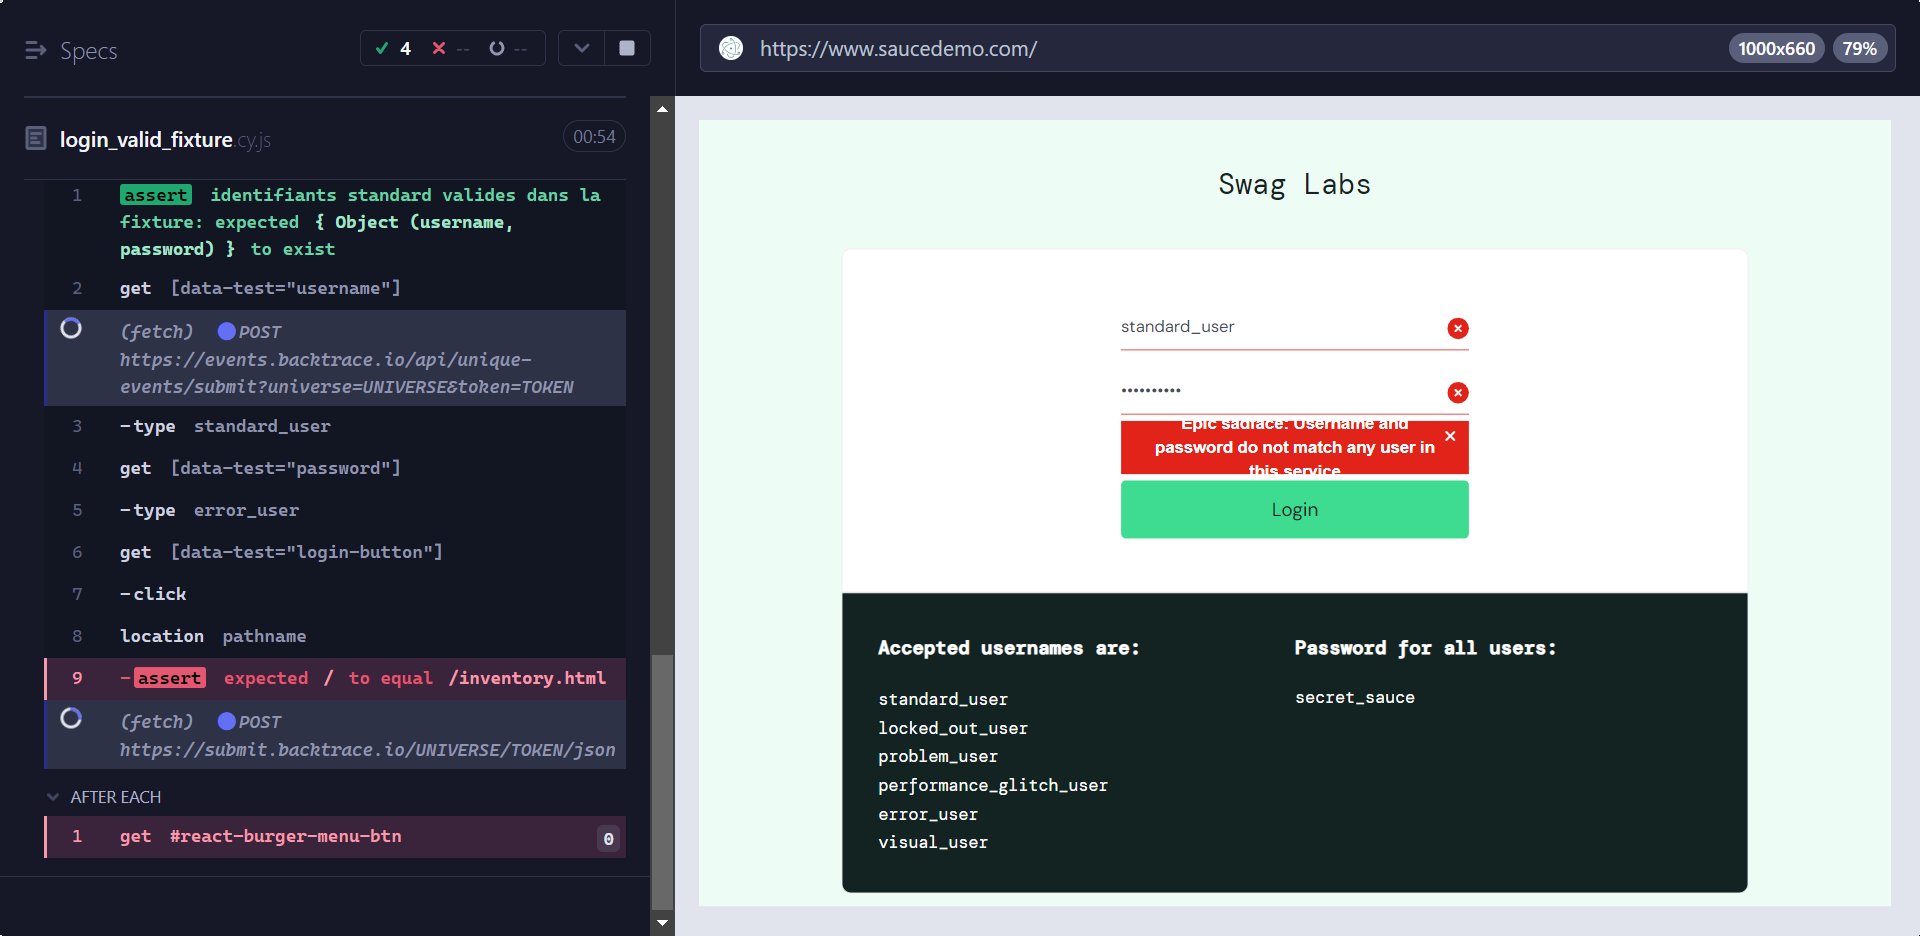 Specs
4 -- --
login_valid_fixture.cy.js
00:54
1 assert identifiants standard valides dans la
fixture: expected { Object (username,
password) } to exist
2 get [data-test="username"]
(fetch) POST
https://events.backtrace.io/api/unique-
events/submit?universe=UNIVERSE&token=TOKEN
3 -type standard_user
4 get [data-test="password"]
5 -type error_user
6 get [data-test="login-button"]
7 -click
8 location pathname
9 -assert expected / to equal /inventory.html
(fetch) POST
https://submit.backtrace.io/UNIVERSE/TOKEN/json
AFTER EACH
1 get #react-burger-menu-btn 0
https://www.saucedemo.com/
1000x660 79%
Swag Labs
standard_user
••••••••••
Epic sadface: Username and
password do not match any user in
this service
Login
Accepted usernames are:
standard_user
locked_out_user
problem_user
performance_glitch_user
error_user
visual_user
Password for all users:
secret_sauce